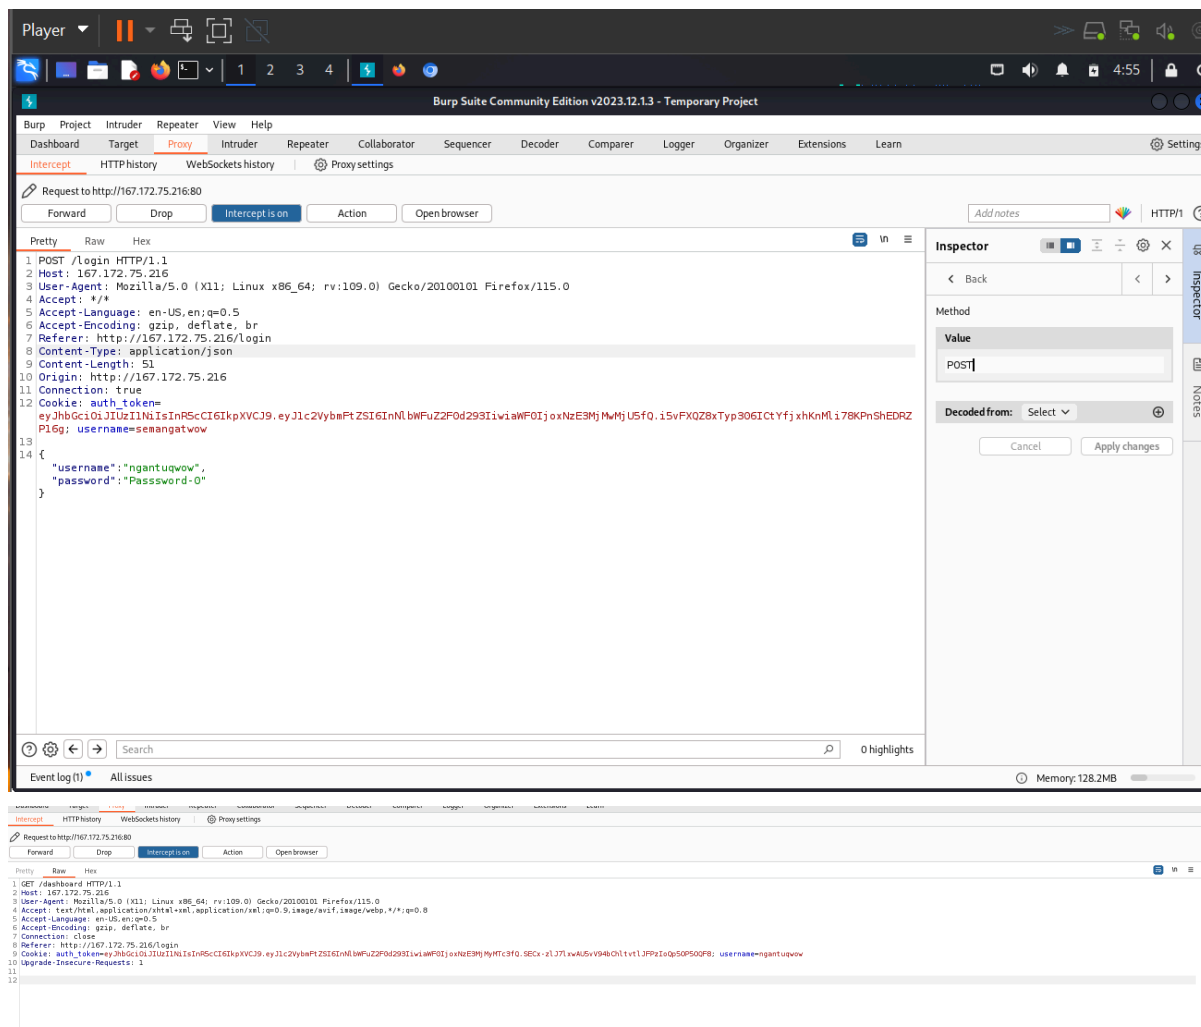 Player
1 2 3 4 4:55
Burp Suite Community Edition v2023.12.1.3 - Temporary Project
Burp Project Intruder Repeater View Help
Dashboard Target Proxy Intruder Repeater Collaborator Sequencer Decoder Comparer Logger Organizer Extensions Learn Setting
Intercept HTTP history WebSockets history Proxy settings
Request to http://167.172.75.216:80
Forward Drop Intercept is on Action Open browser Add notes HTTP/1
Pretty Raw Hex \n
Inspector
Back
Method
Value
POST
Decoded from: Select
Cancel Apply changes
Inspector
Notes
1 POST /login HTTP/1.1
2 Host: 167.172.75.216
3 User-Agent: Mozilla/5.0 (X11; Linux x86_64; rv:109.0) Gecko/20100101 Firefox/115.0
4 Accept: */*
5 Accept-Language: en-US,en;q=0.5
6 Accept-Encoding: gzip, deflate, br
7 Referer: http://167.172.75.216/login
8 Content-Type: application/json
9 Content-Length: 51
10 Origin: http://167.172.75.216
11 Connection: true
12 Cookie: auth_token=
P16g; username=semangatwow
13
14 {
"username":"ngantuqwow",
"password":"Passsword-0"
}
Search 0 highlights
Event log (1) All issues Memory: 128.2MB
Intercept HTTP history WebSockets history Proxy settings
Request to http://167.172.75.216:80
Forward Drop Intercept is on Action Open browser
Pretty Raw Hex \n
1 GET /dashboard HTTP/1.1
2 Host: 167.172.75.216
3 User-Agent: Mozilla/5.0 (X11; Linux x86_64; rv:109.0) Gecko/20100101 Firefox/115.0
4 Accept: text/html,application/xhtml+xml,application/xml;q=0.9,image/avif,image/webp,*/*;q=0.8
5 Accept-Language: en-US,en;q=0.5
6 Accept-Encoding: gzip, deflate, br
7 Connection: close
8 Referer: http://167.172.75.216/login
9 Cookie: username=ngantuqwow
10 Upgrade-Insecure-Requests: 1
11
12